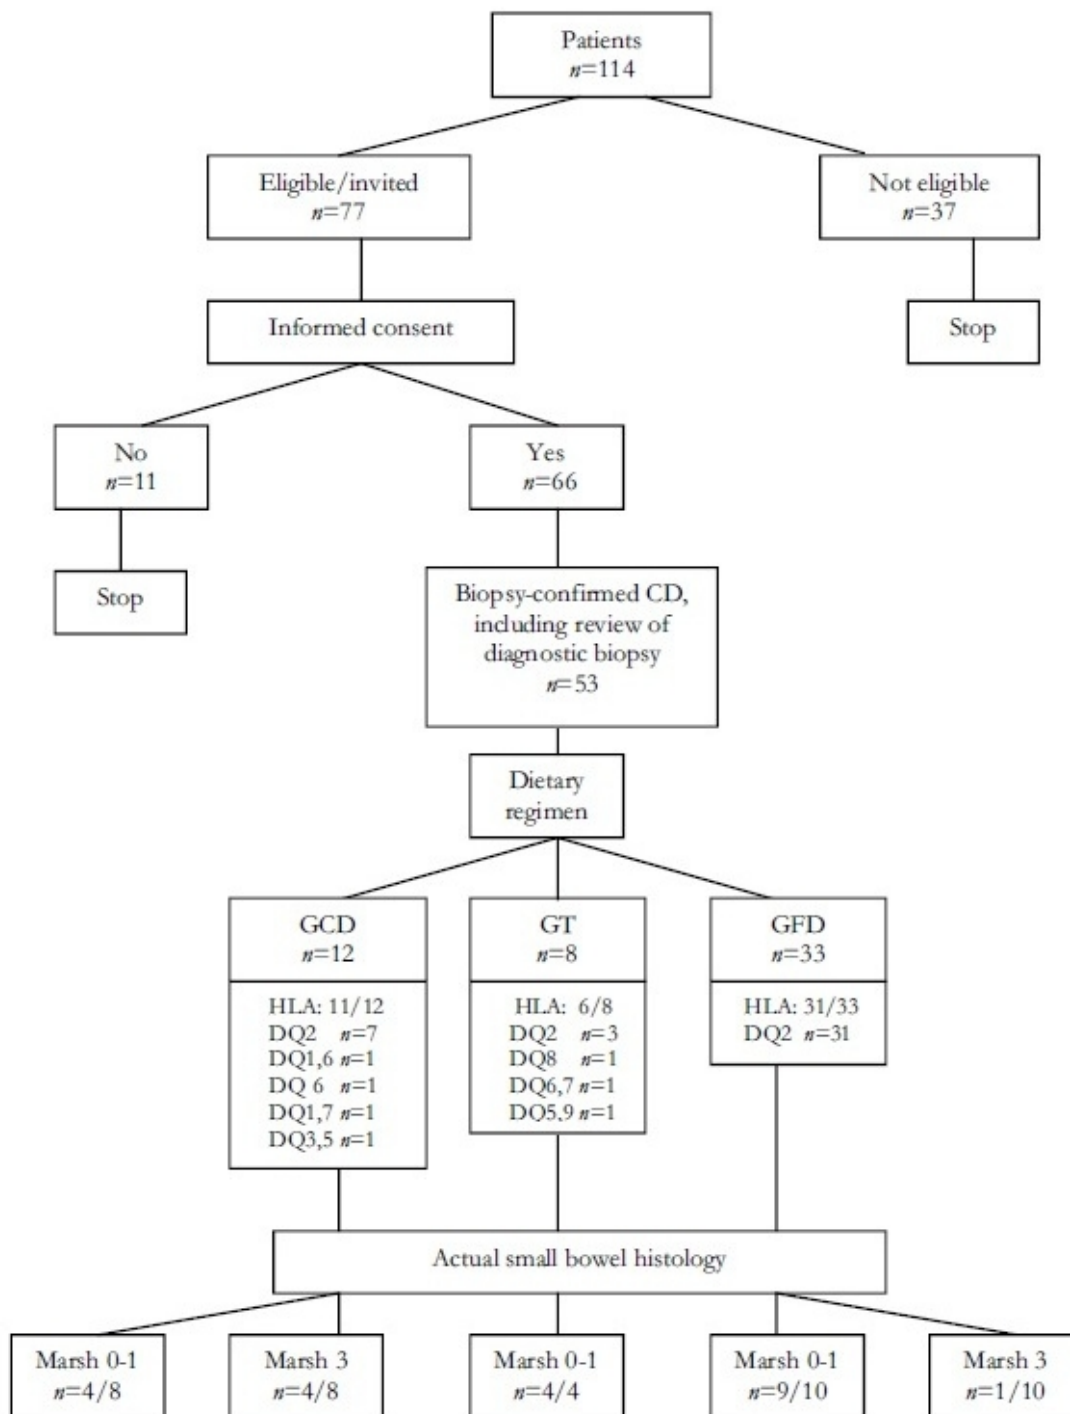 Patients
n=114
Eligible/invited
n=77
Not eligible
n=37
Informed consent
Stop
No
n=11
Yes
n=66
Stop
Biopsy-confirmed CD,
including review of
diagnostic biopsy
n=53
Dietary
regimen
GCD
n=12
HLA: 11/12
DQ2 n=7
DQ1,6 n=1
DQ 6 n=1
DQ1,7 n=1
DQ3,5 n=1
GT
n=8
HLA: 6/8
DQ2 n=3
DQ8 n=1
DQ6,7 n=1
DQ5,9 n=1
GFD
n=33
HLA: 31/33
DQ2 n=31
Actual small bowel histology
Marsh 0-1
n=4/8
Marsh 3
n=4/8
Marsh 0-1
n=4/4
Marsh 0-1
n=9/10
Marsh 3
n=1/10